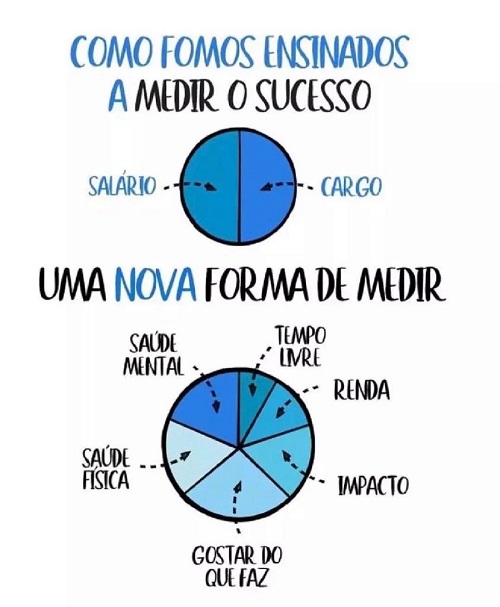 COMO FOMOS ENSINADOS
A MEDIR O SUCESSO
SALÁRIO
CARGO
UMA NOVA FORMA DE MEDIR
SAÚDE
MENTAL
TEMPO
LIVRE
RENDA
SAÚDE
FÍSICA
IMPACTO
GOSTAR DO
QUE FAZ